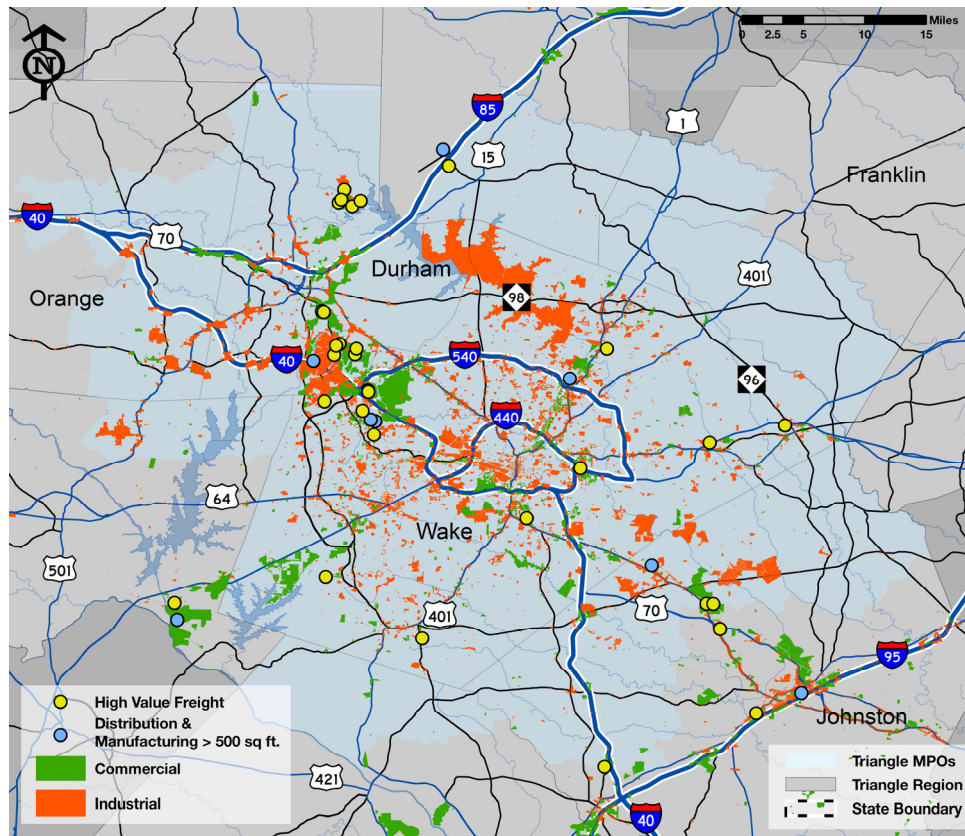 Miles
0 2.5 5 10 15
N
85
15
1
Franklin
40
70
401
Durham
Orange
98
40
540
96
440
64
Wake
501
401
70
95
Johnston
421
40
High Value Freight
Distribution &
Manufacturing > 500 sq ft.
Commercial
Industrial
Triangle MPOs
Triangle Region
State Boundary